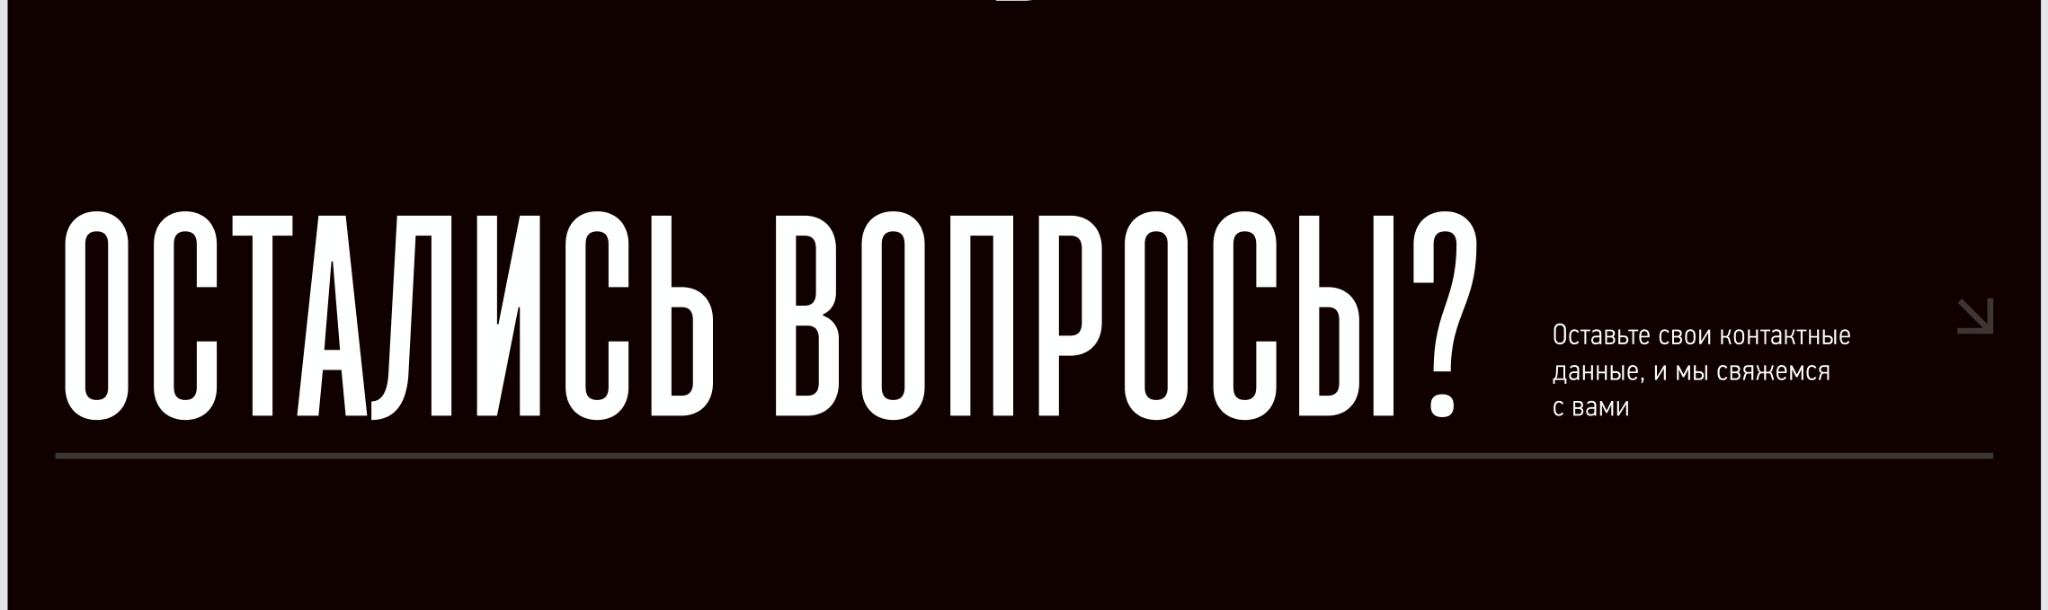 ОСТАЛИСЬ ВОПРОСЫ?
Оставьте свои контактные
данные, и мы свяжемся
с вами